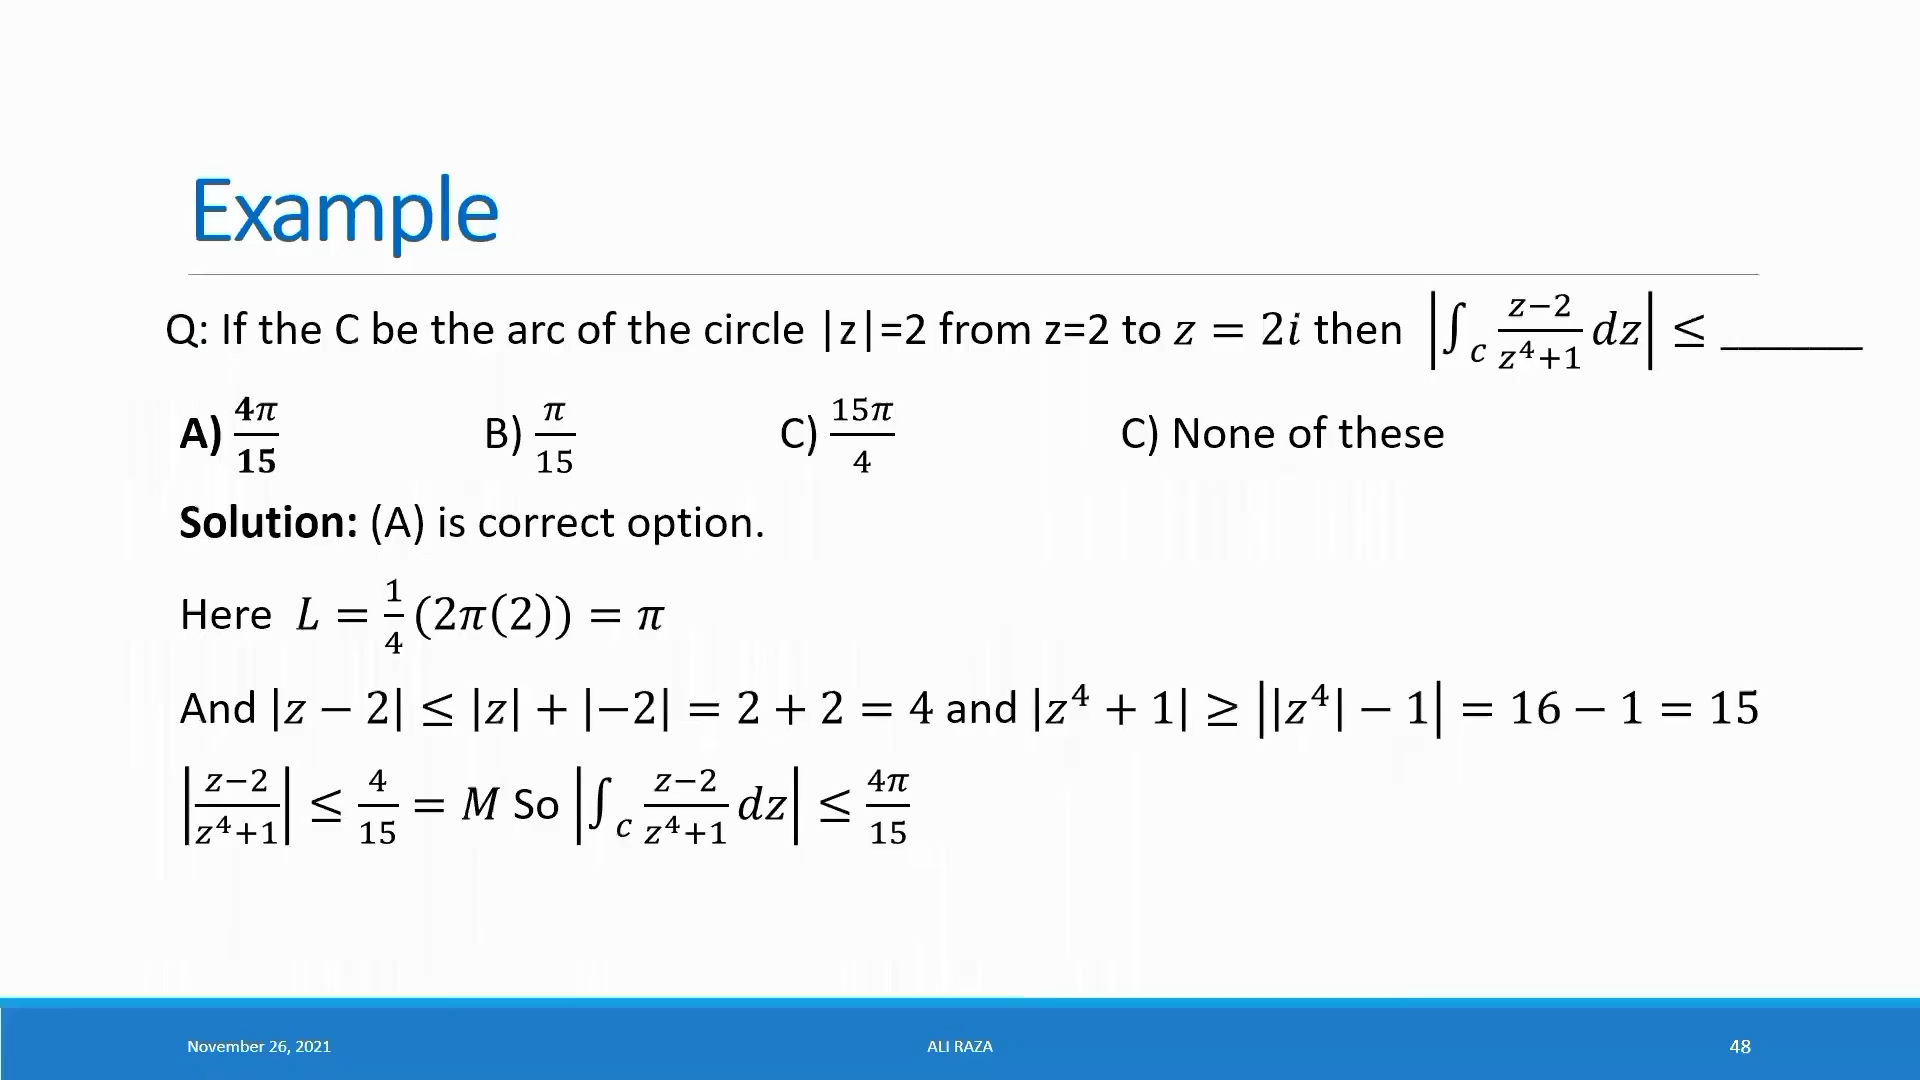 Example
Q: If the C be the arc of the circle |z|=2 from z=2 to z = 2i then |∫_C (z−2)/(z⁴+1) dz| ≤ _______
A) 4π/15 B) π/15 C) 15π/4 C) None of these
Solution: (A) is correct option.
Here L = 1/4 (2π(2)) = π
And |z − 2| ≤ |z| + |−2| = 2 + 2 = 4 and |z⁴ + 1| ≥ ||z⁴| − 1| = 16 − 1 = 15
|(z−2)/(z⁴+1)| ≤ 4/15 = M So |∫_C (z−2)/(z⁴+1) dz| ≤ 4π/15
November 26, 2021 ALI RAZA 48